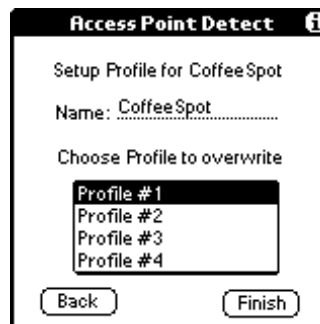 Access Point Detect
Setup Profile for CoffeeSpot
Name: CoffeeSpot
Choose Profile to overwrite
Profile #1
Profile #2
Profile #3
Profile #4
Back Finish